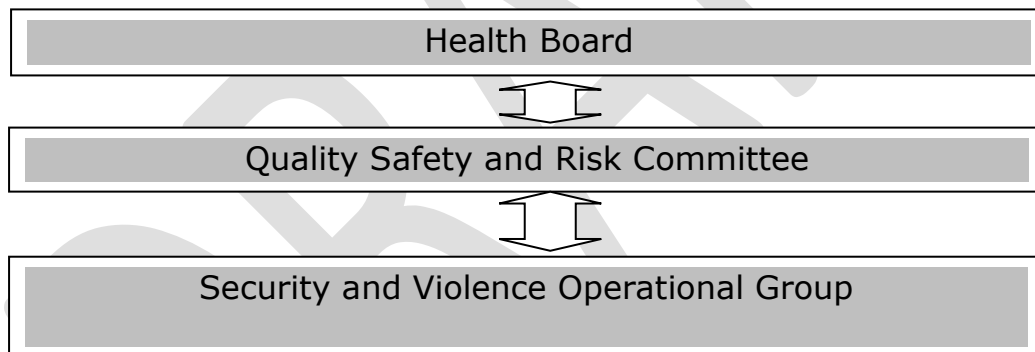 Health Board
Quality Safety and Risk Committee
Security and Violence Operational Group